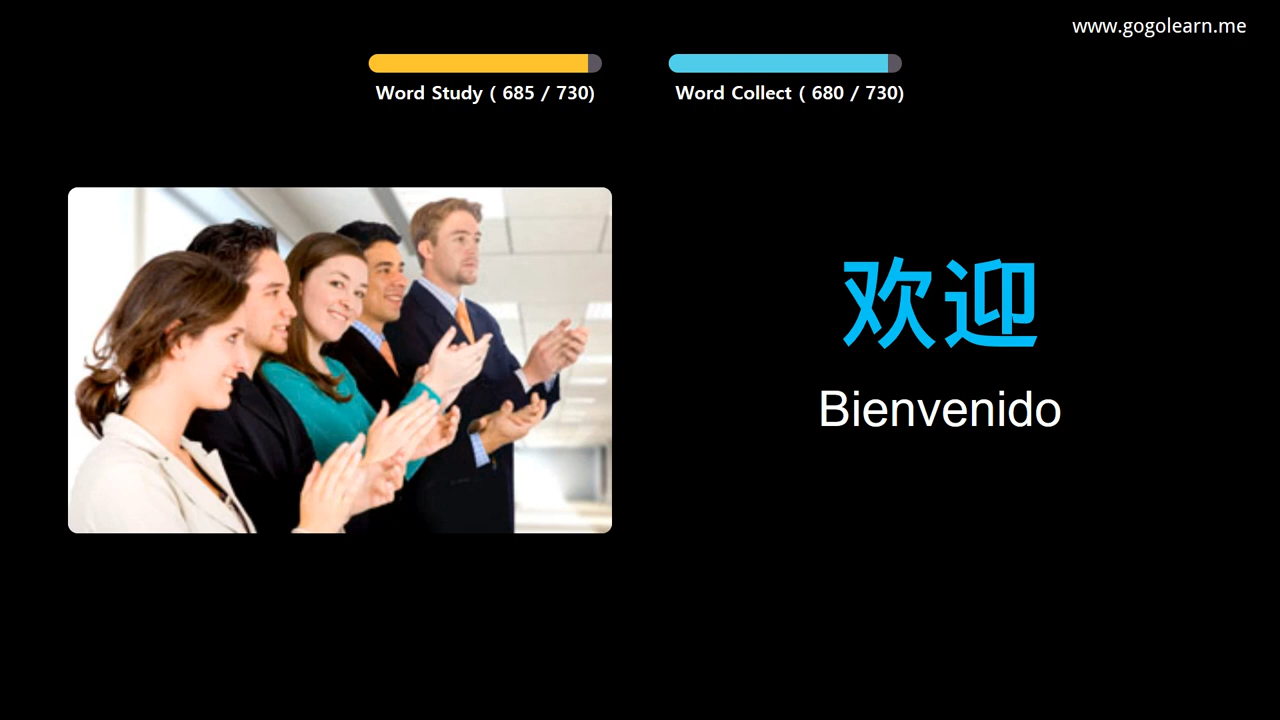 www.gogolearn.me
Word Study ( 685 / 730)
Word Collect ( 680 / 730)
欢迎
Bienvenido